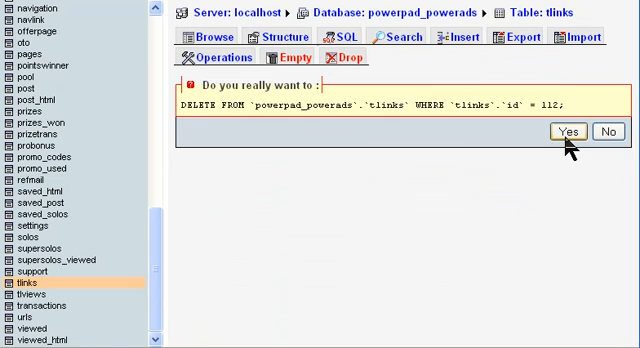 navigation
navlink
offerpage
oto
pages
pointswinner
pool
post
post_html
prizes
prizes_won
prizetrans
probonus
promo_codes
promo_used
refmail
saved_html
saved_post
saved_solos
settings
solos
supersolos
supersolos_viewed
support
tlinks
tlviews
transactions
urls
viewed
viewed_html
Server: localhost Database: powerpad_powerads Table: tlinks
Browse Structure SQL Search Insert Export Import
Operations Empty Drop
Do you really want to :
DELETE FROM `powerpad_powerads`.`tlinks` WHERE `tlinks`.`id` = 112;
Yes No